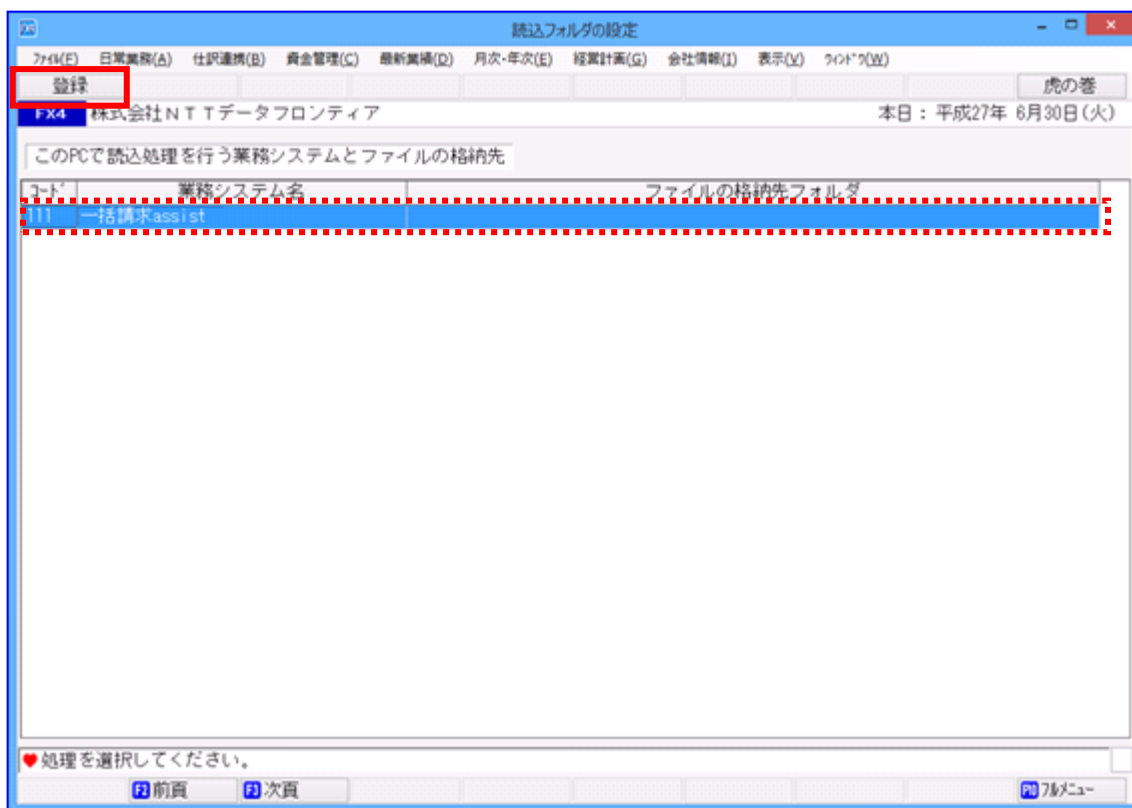 読込フォルダの設定
ファイル(F) 日常業務(A) 仕訳連携(B) 資金管理(C) 最新業績(D) 月次・年次(E) 経営計画(G) 会社情報(I) 表示(V) ウィンドウ(W)
登録 虎の巻
FX4 株式会社NTTデータフロンティア 本日：平成27年 6月30日(火)
このPCで読込処理を行う業務システムとファイルの格納先
コード 業務システム名 ファイルの格納先フォルダ
111 一括請求assist
♥処理を選択してください。
F2 前頁 F3 次頁 F10 フルメニュー